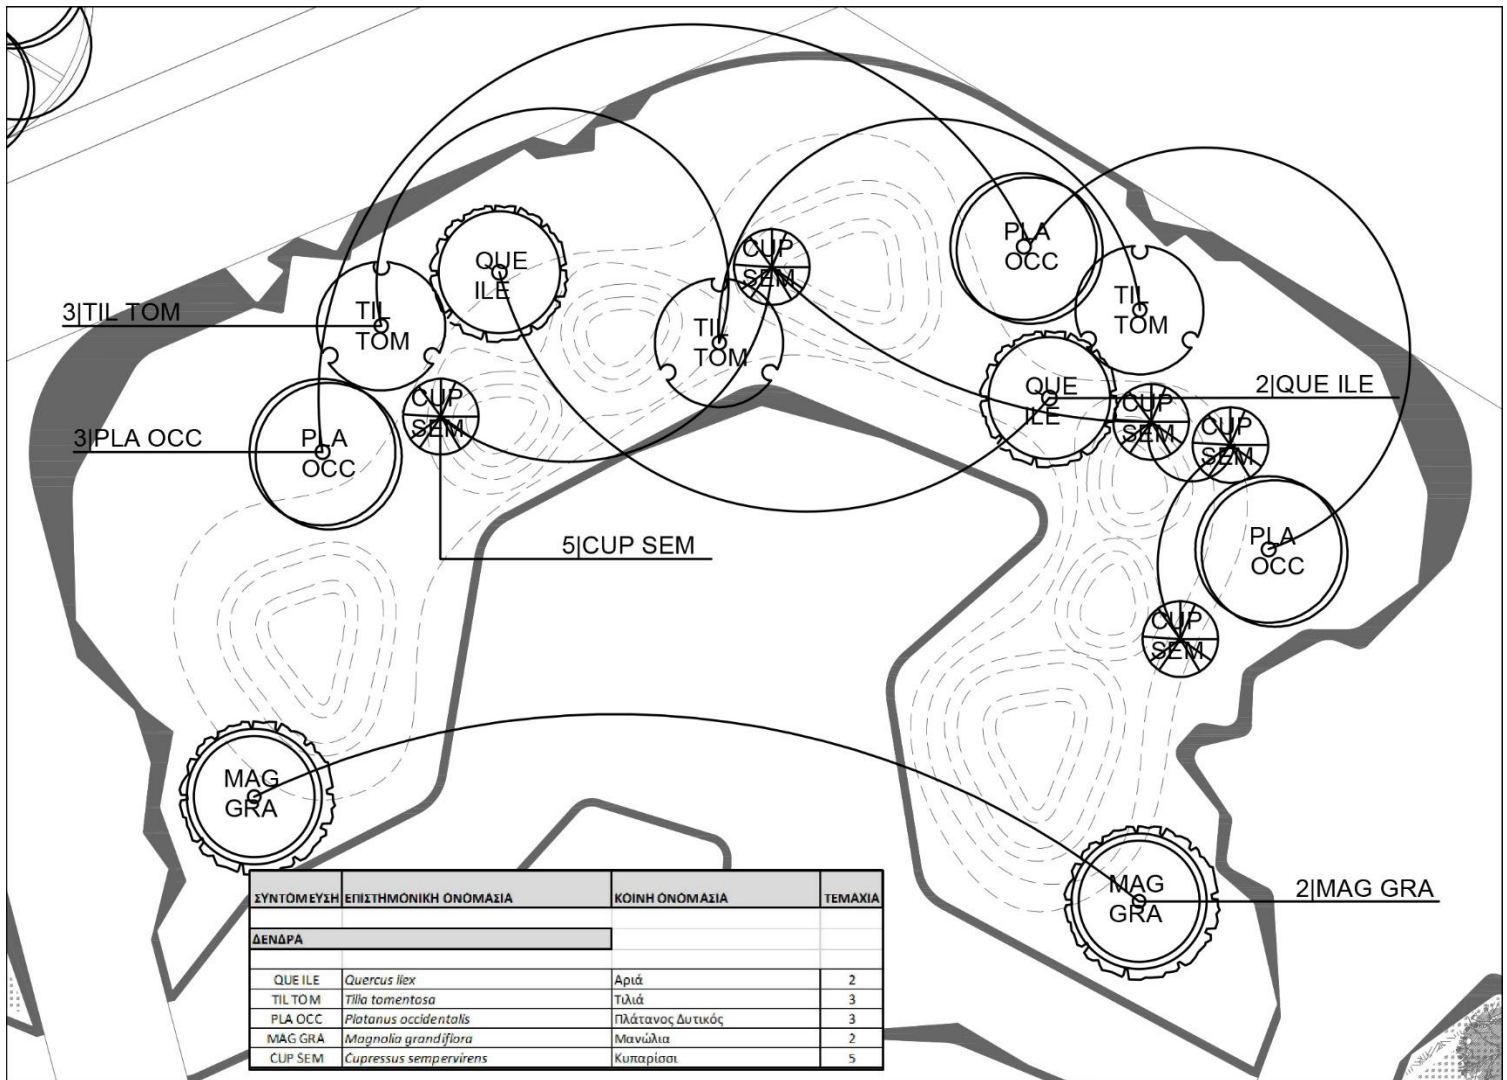 PLA
OCC
CUP
SEM
QUE
ILE
TIL
TOM
TIL
TOM
3|TIL TOM
TIL
TOM
QUE
ILE
2|QUE ILE
CUP
SEM
CUP
SEM
CUP
SEM
3|PLA OCC
PLA
OCC
5|CUP SEM
PLA
OCC
CUP
SEM
MAG
GRA
MAG
GRA
2|MAG GRA
ΣΥΝΤΟΜΕΥΣΗ ΕΠΙΣΤΗΜΟΝΙΚΗ ΟΝΟΜΑΣΙΑ ΚΟΙΝΗ ΟΝΟΜΑΣΙΑ ΤΕΜΑΧΙΑ
ΔΕΝΔΡΑ
QUE ILE Quercus ilex Αριά 2
TIL TOM Tilia tomentosa Τιλιά 3
PLA OCC Platanus occidentalis Πλάτανος Δυτικός 3
MAG GRA Magnolia grandiflora Μανώλια 2
CUP SEM Cupressus sempervirens Κυπαρίσσι 5